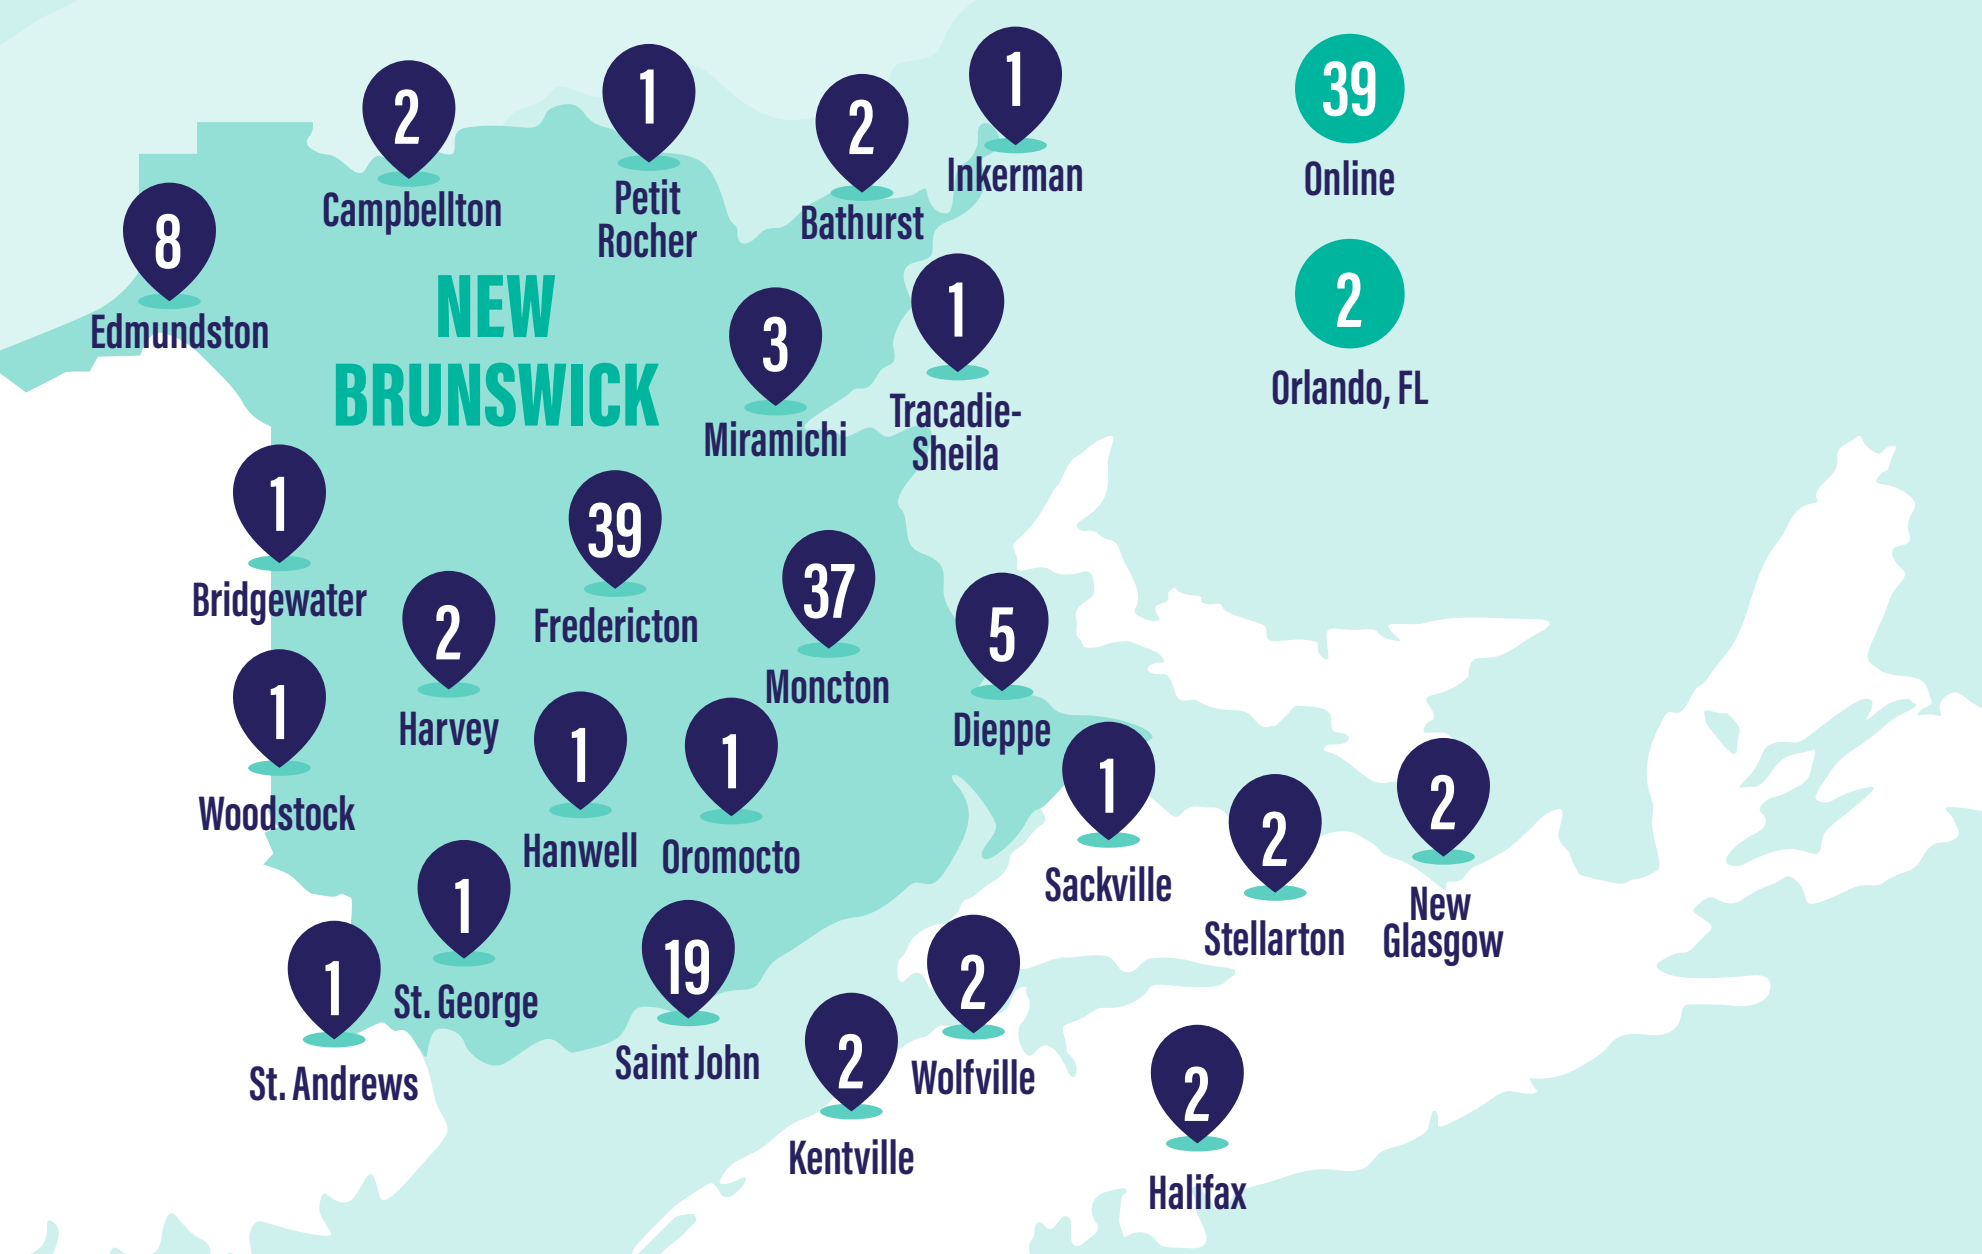 1
Inkerman
39
Online
2
Campbellton
1
Petit
Rocher
2
Bathurst
8
Edmundston
NEW
BRUNSWICK
3
Miramichi
1
Tracadie-
Sheila
2
Orlando, FL
1
Bridgewater
39
Fredericton
37
Moncton
2
Harvey
5
Dieppe
1
Woodstock
1
Hanwell
1
Oromocto
1
Sackville
2
Stellarton
2
New
Glasgow
1
St. George
1
St. Andrews
19
Saint John
2
Kentville
2
Wolfville
2
Halifax